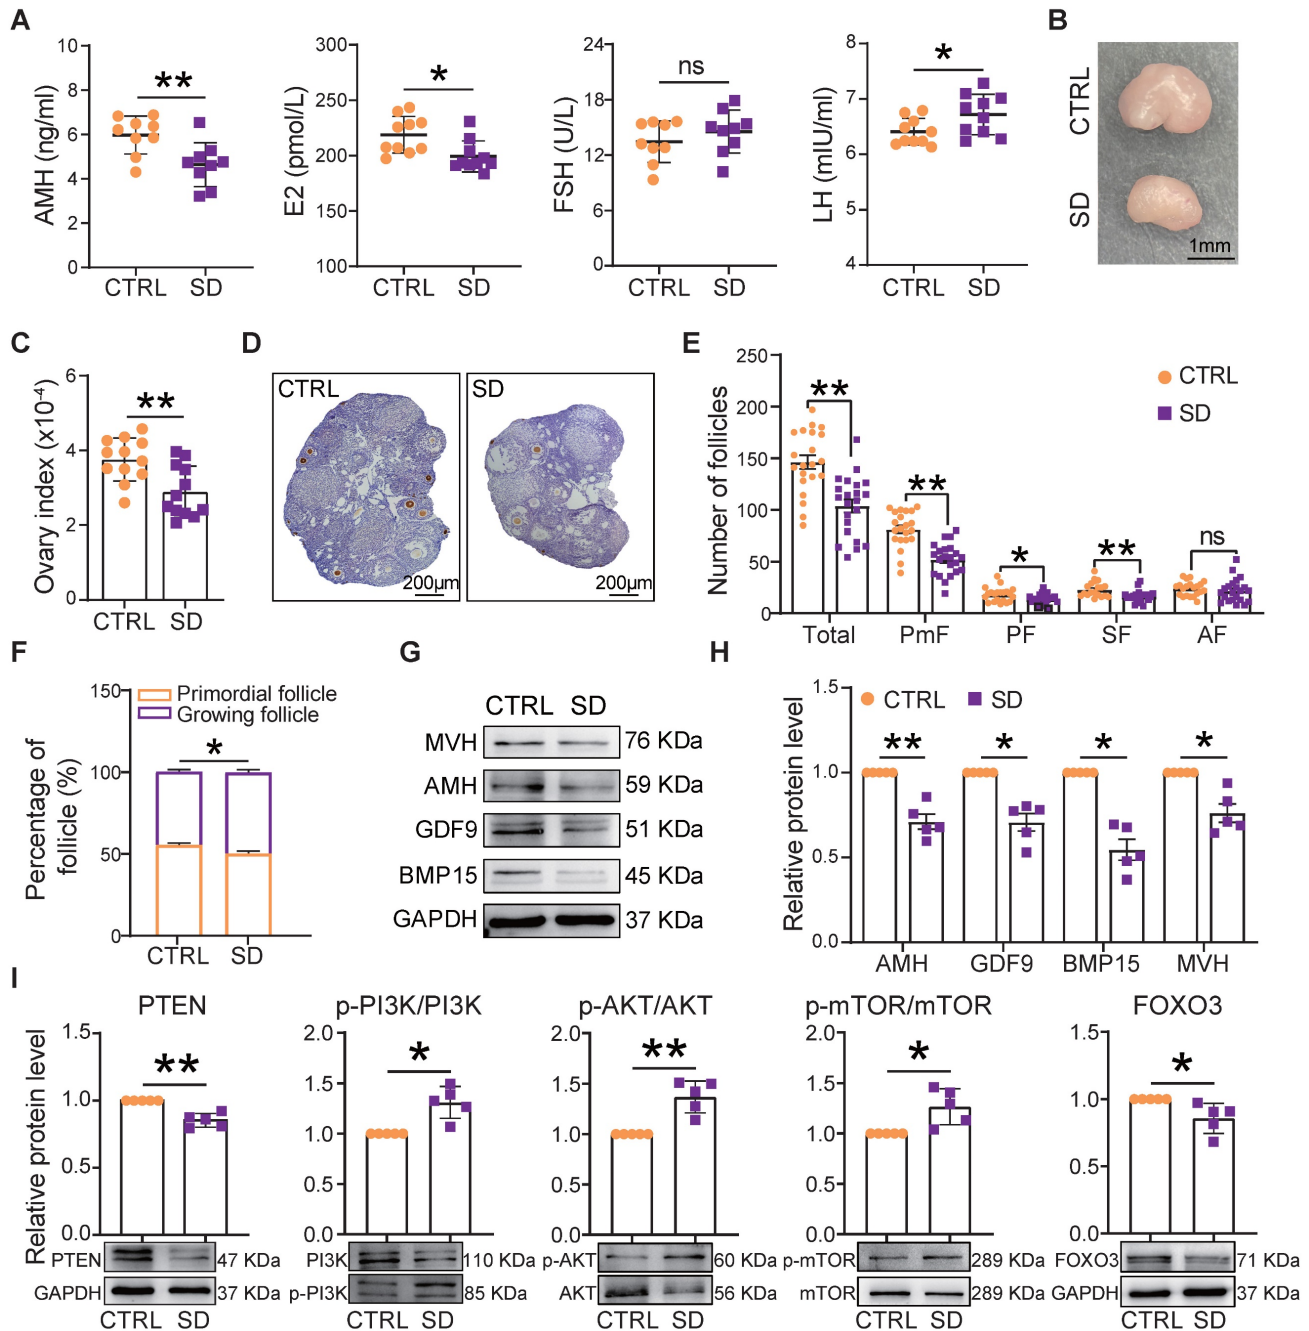 A
AMH (ng/ml)
10
8
6
4
2
0
**
CTRL SD
E2 (pmol/L)
300
250
200
150
100
*
CTRL SD
FSH (U/L)
24
18
12
6
0
ns
CTRL SD
LH (mIU/ml)
8
7
6
5
4
*
CTRL SD
B
CTRL
SD
1mm
C
Ovary index (x10⁻⁴)
6
4
2
0
**
CTRL SD
D
CTRL
200μm
SD
200μm
E
Number of follicles
250
200
150
100
50
0
CTRL
SD
**
**
*
**
ns
Total PmF PF SF AF
F
Percentage of
follicle (%)
150
100
50
0
Primordial follicle
Growing follicle
*
CTRL SD
G
CTRL SD
MVH 76 KDa
AMH 59 KDa
GDF9 51 KDa
BMP15 45 KDa
GAPDH 37 KDa
H
Relative protein level
1.5
1.0
0.5
0.0
CTRL SD
**
*
*
*
AMH GDF9 BMP15 MVH
I
Relative protein level
PTEN
1.5
1.0
0.5
0.0
**
PTEN 47 KDa
GAPDH 37 KDa
CTRL SD
p-PI3K/PI3K
2.0
1.5
1.0
0.5
0.0
*
PI3K 110 KDa
p-PI3K 85 KDa
CTRL SD
p-AKT/AKT
2.0
1.5
1.0
0.5
0.0
**
p-AKT 60 KDa
AKT 56 KDa
CTRL SD
p-mTOR/mTOR
2.0
1.5
1.0
0.5
0.0
*
p-mTOR 289 KDa
mTOR 289 KDa
CTRL SD
FOXO3
1.5
1.0
0.5
0.0
*
FOXO3 71 KDa
GAPDH 37 KDa
CTRL SD